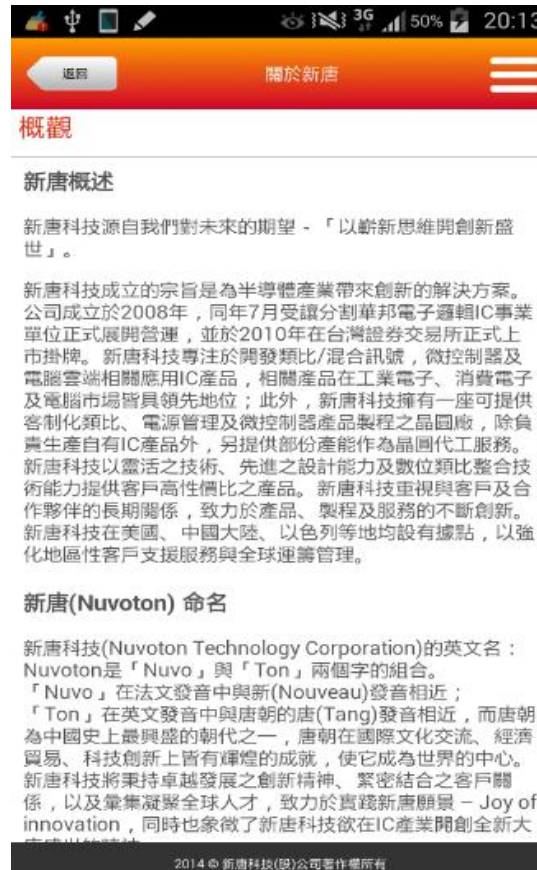 3G 50% 20:13
返回
關於新唐
概觀
新唐概述
新唐科技源自我們對未來的期望 - 「以嶄新思維開創新盛
世」。
新唐科技成立的宗旨是為半導體產業帶來創新的解決方案。
公司成立於2008年，同年7月受讓分割華邦電子邏輯IC事業
單位正式展開營運，並於2010年在台灣證券交易所正式上
市掛牌。新唐科技專注於開發類比/混合訊號，微控制器及
電腦雲端相關應用IC產品，相關產品在工業電子、消費電子
及電腦市場皆具領先地位；此外，新唐科技擁有一座可提供
客制化類比、電源管理及微控制器產品製程之晶圓廠，除負
責生產自有IC產品外，另提供部份產能作為晶圓代工服務。
新唐科技以靈活之技術、先進之設計能力及數位類比整合技
術能力提供客戶高性價比之產品。新唐科技重視與客戶及合
作夥伴的長期關係，致力於產品、製程及服務的不斷創新。
新唐科技在美國、中國大陸、以色列等地均設有據點，以強
化地區性客戶支援服務與全球運籌管理。
新唐(Nuvoton) 命名
新唐科技(Nuvoton Technology Corporation)的英文名：
Nuvoton是「Nuvo」與「Ton」兩個字的組合。
「Nuvo」在法文發音中與新(Nouveau)發音相近；
「Ton」在英文發音中與唐朝的唐(Tang)發音相近，而唐朝
為中國史上最興盛的朝代之一，唐朝在國際文化交流、經濟
貿易、科技創新上皆有輝煌的成就，使它成為世界的中心。
新唐科技將秉持卓越發展之創新精神、緊密結合之客戶關
係，以及彙集凝聚全球人才，致力於實踐新唐願景 – Joy of
innovation，同時也象徵了新唐科技欲在IC產業開創全新大
2014 © 新唐科技(股)公司著作權所有